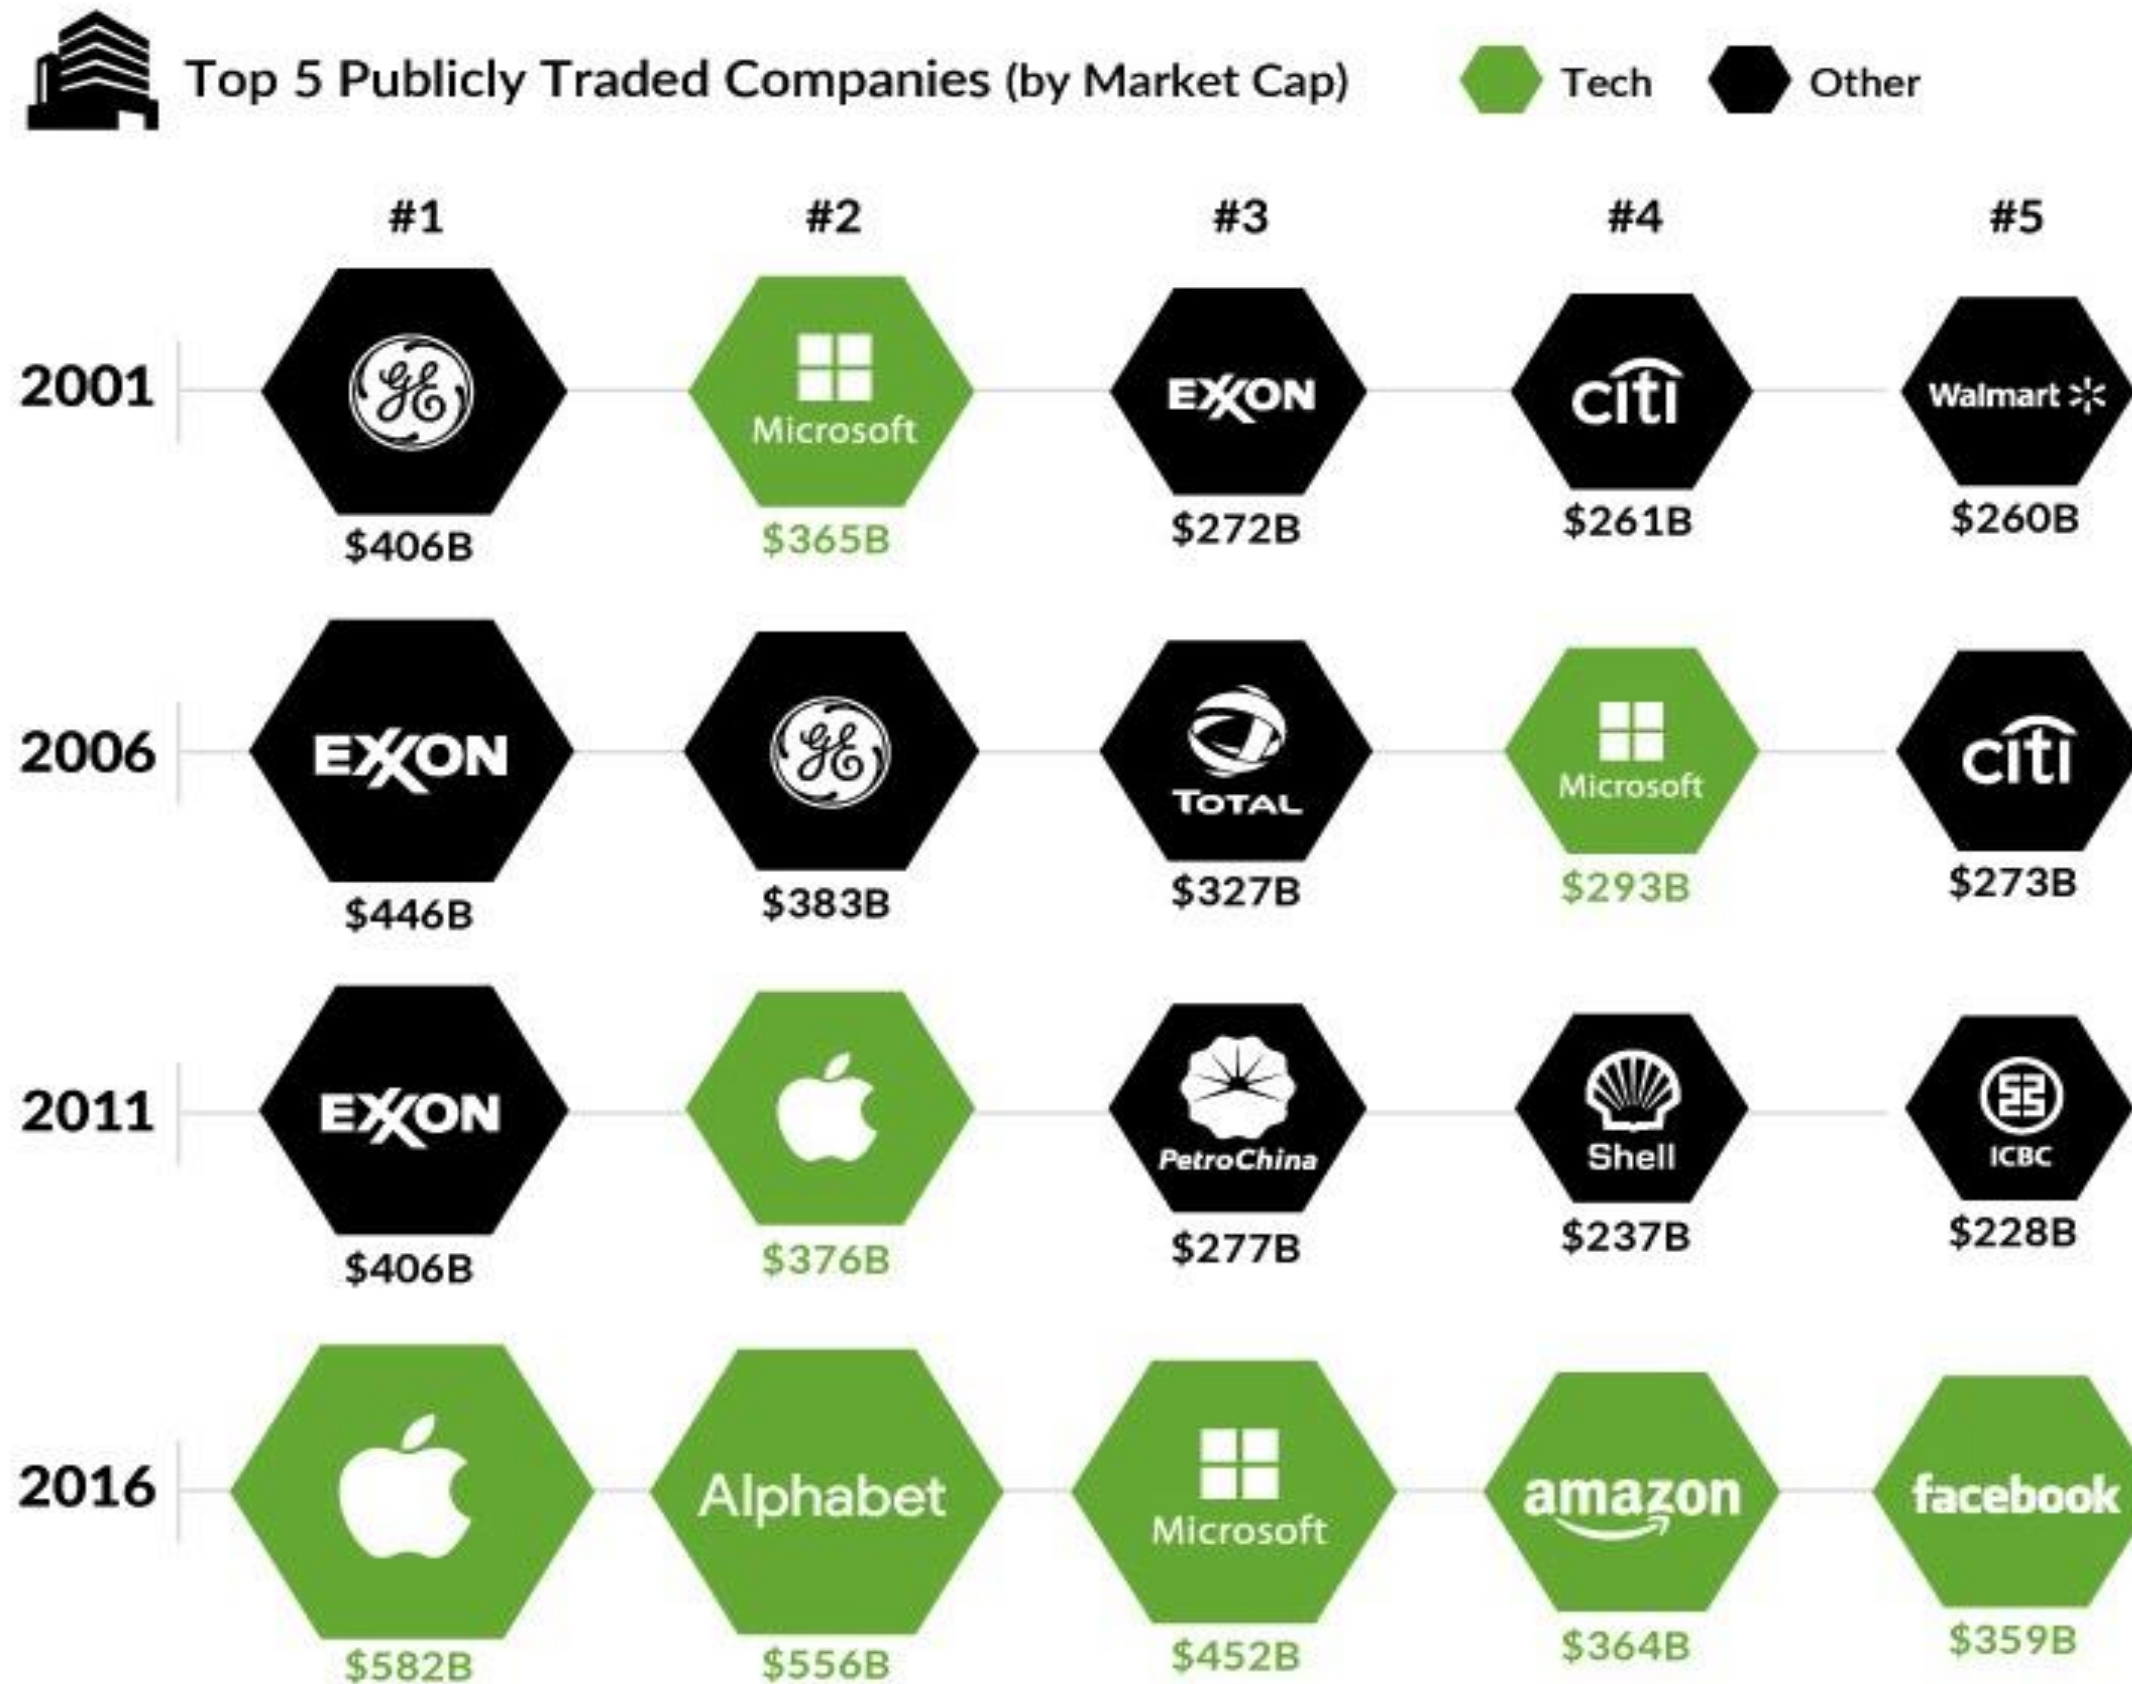 Top 5 Publicly Traded Companies (by Market Cap)
Tech
Other
#1 #2 #3 #4 #5
2001
GE
Microsoft
EXXON
citi
Walmart
$406B $365B $272B $261B $260B
2006
EXXON
GE
TOTAL
Microsoft
citi
$446B $383B $327B $293B $273B
2011
EXXON
PetroChina
Shell
ICBC
$406B $376B $277B $237B $228B
2016
Alphabet
Microsoft
amazon
facebook
$582B $556B $452B $364B $359B